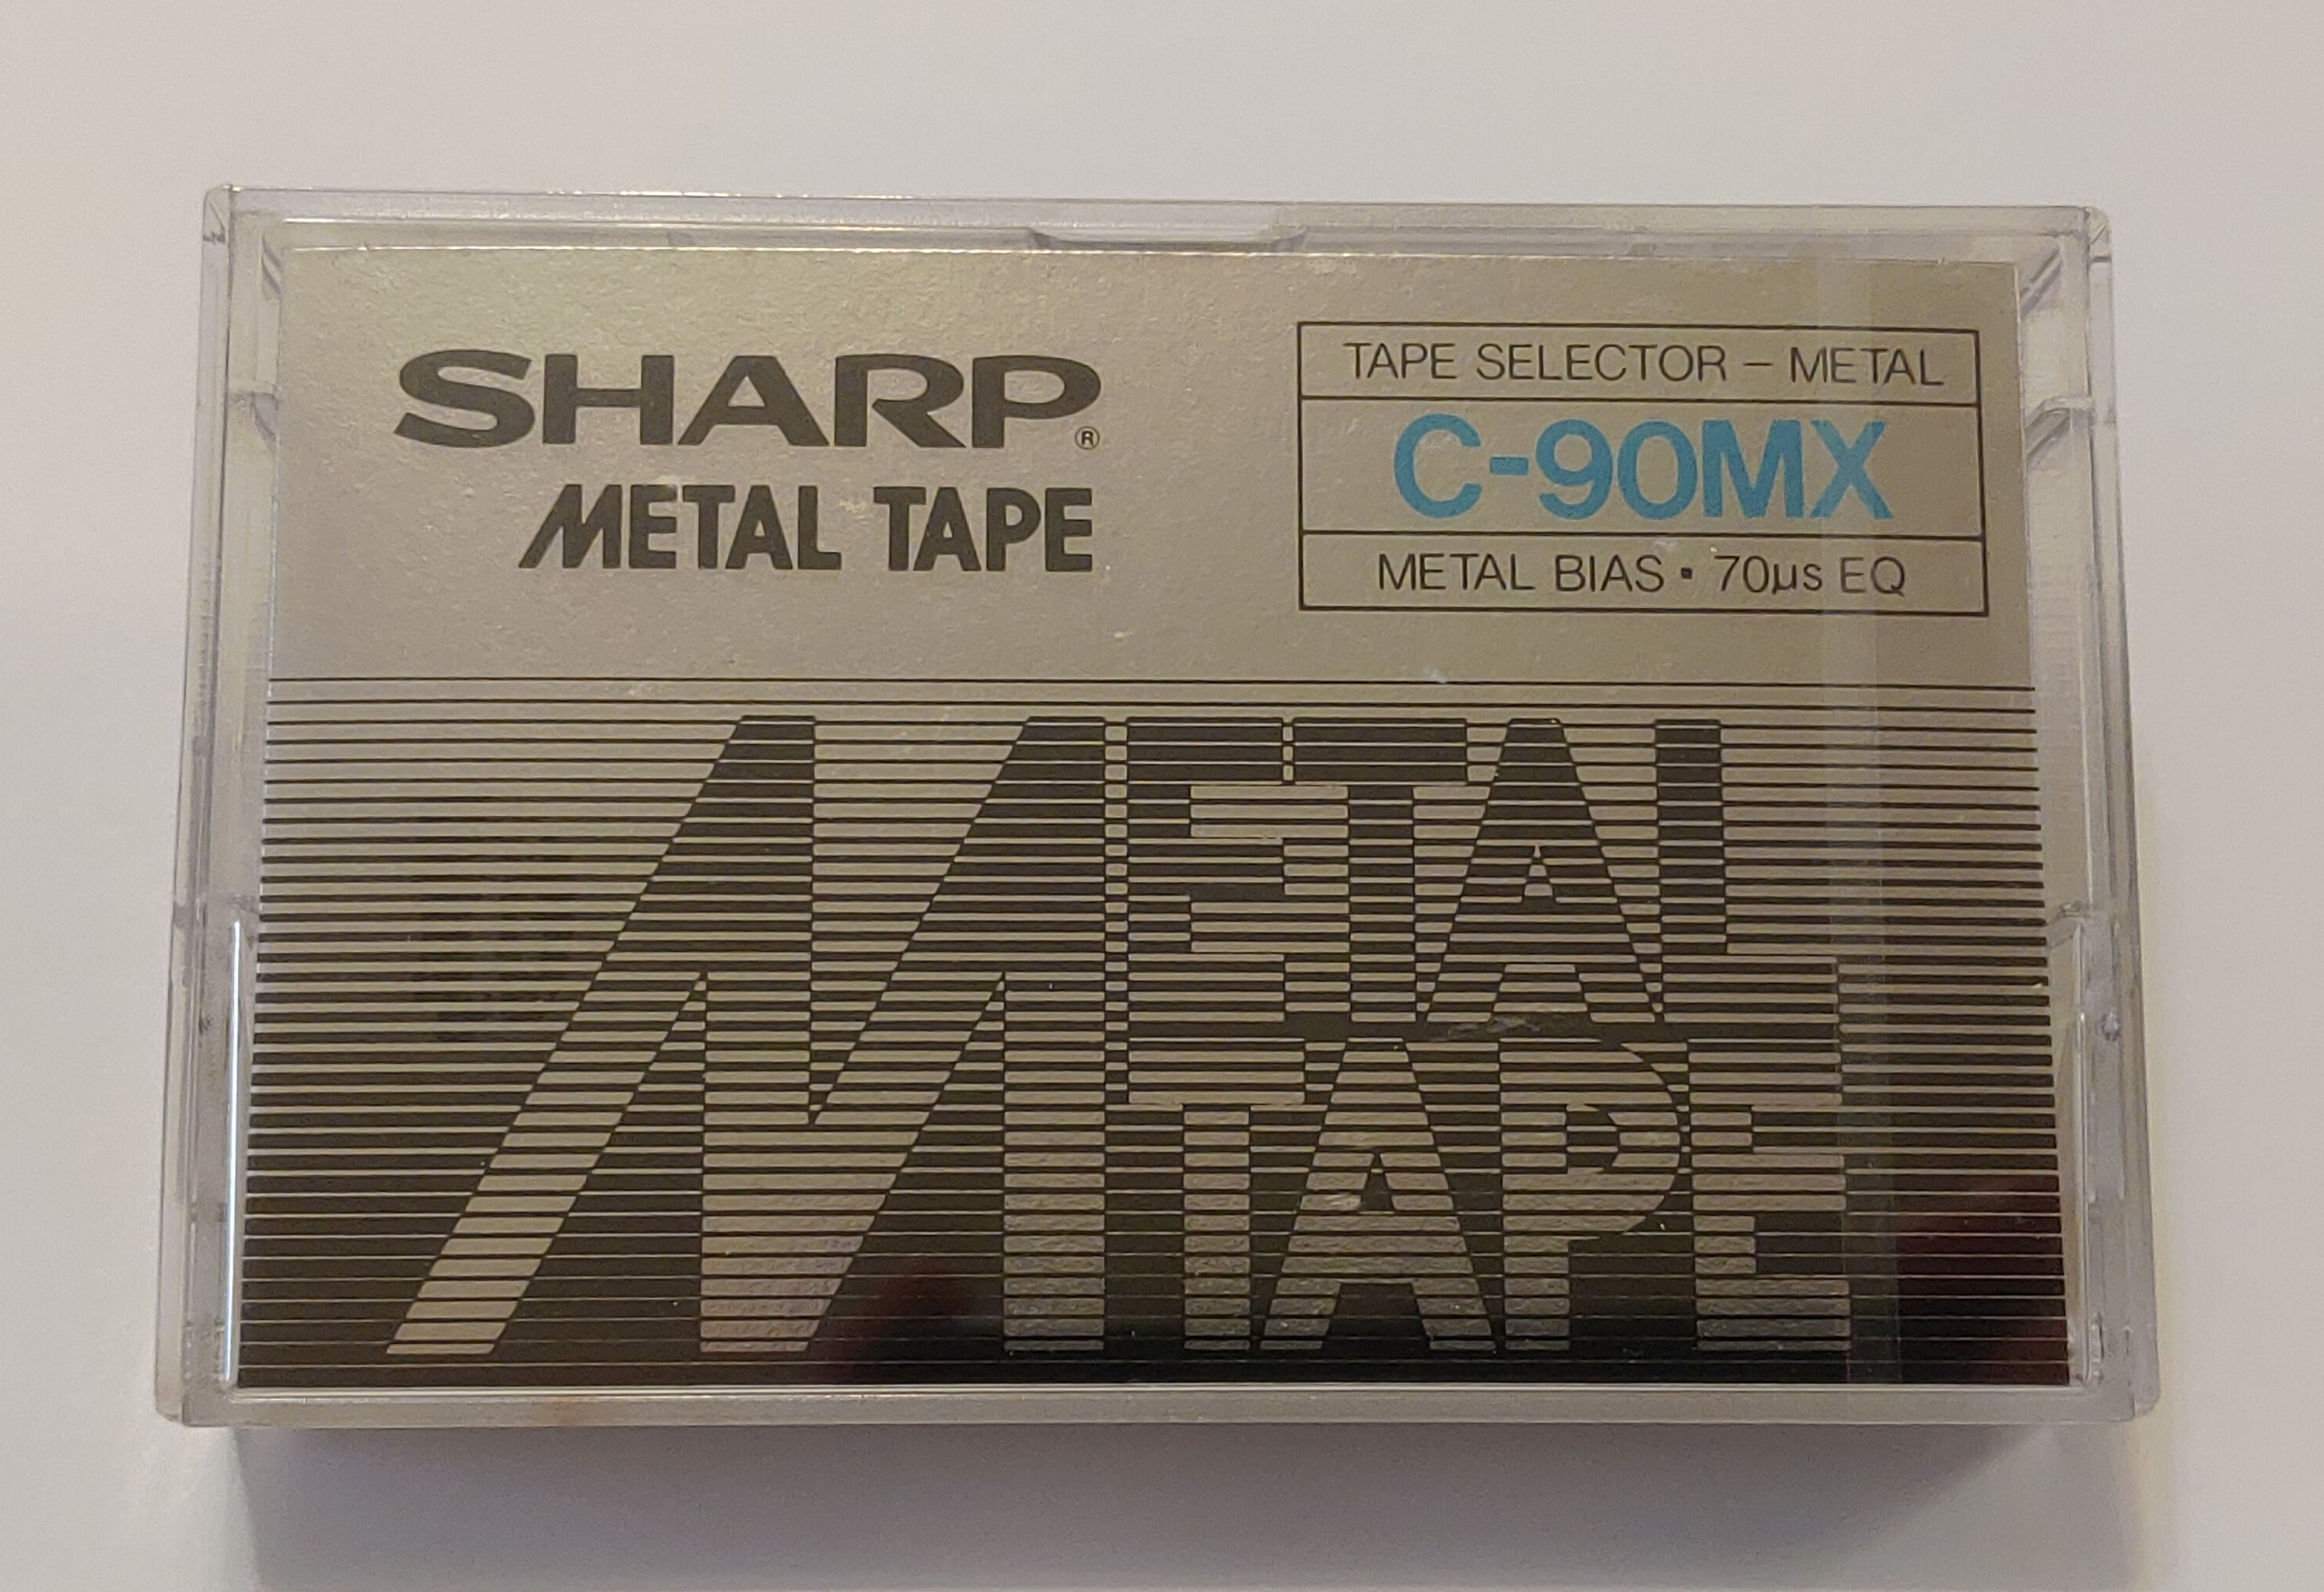 SHARP®
METAL TAPE
TAPE SELECTOR – METAL
C-90MX
METAL BIAS ▪ 70µs EQ
METAL
TAPE